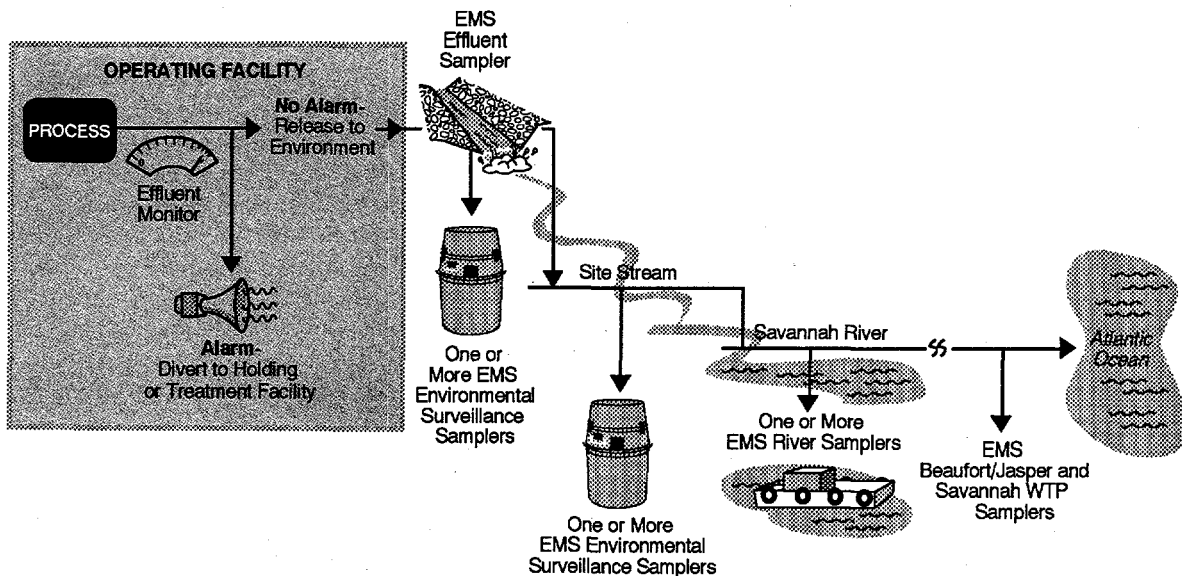 EMS
Effluent
Sampler
OPERATING FACILITY
PROCESS
No Alarm-
Release to
Environment
Effluent
Monitor
Alarm-
Divert to Holding
or Treatment Facility
One or
More EMS
Environmental
Surveillance
Samplers
Site Stream
One or More
EMS Environmental
Surveillance Samplers
Savannah River
One or More
EMS River Samplers
EMS
Beaufort/Jasper and
Savannah WTP
Samplers
Atlantic
Ocean